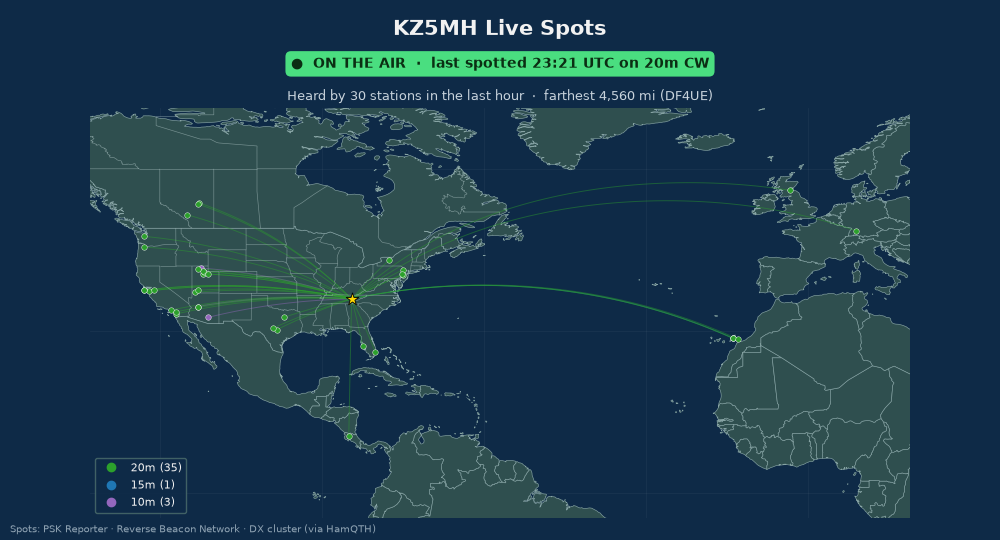 KZ5MH Live Spots
● ON THE AIR · last spotted 23:21 UTC on 20m CW
Heard by 30 stations in the last hour · farthest 4,560 mi (DF4UE)
20m (35)
15m (1)
10m (3)
Spots: PSK Reporter · Reverse Beacon Network · DX cluster (via HamQTH)